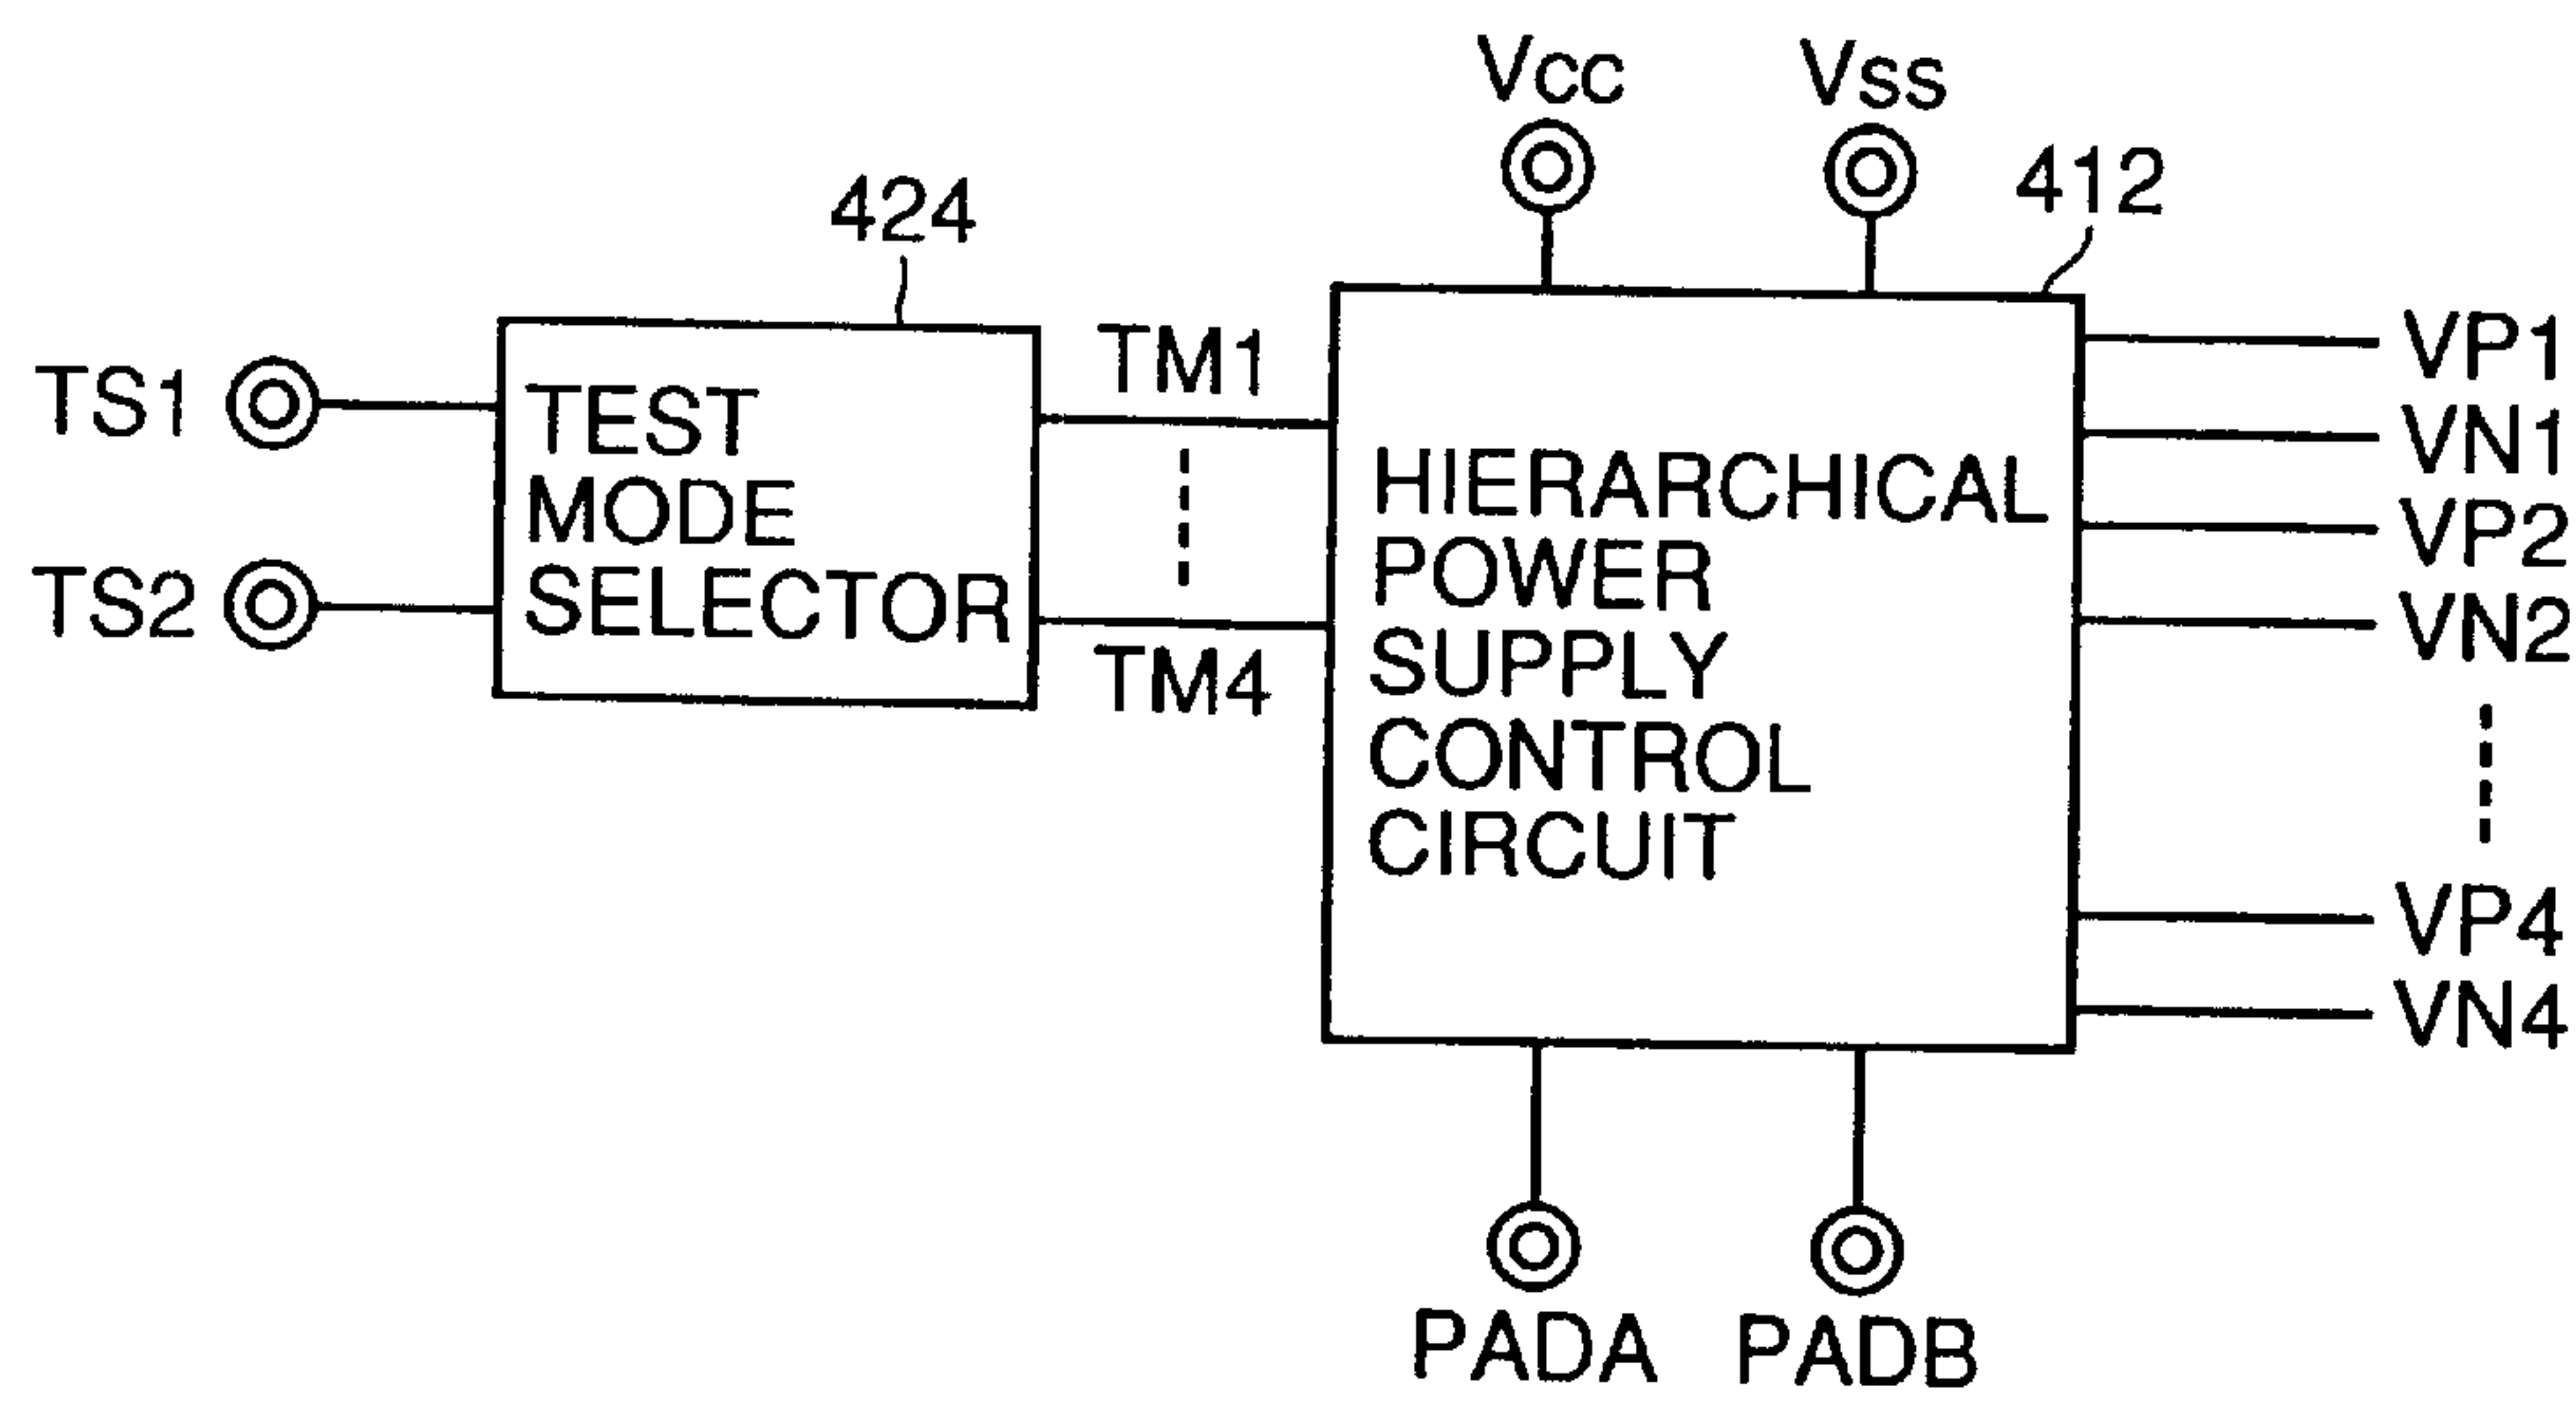 VCC
VSS
424
412
TS1
TS2
TEST
MODE
SELECTOR
TM1
TM4
HIERARCHICAL
POWER
SUPPLY
CONTROL
CIRCUIT
VP1
VN1
VP2
VN2
VP4
VN4
PADA
PADB